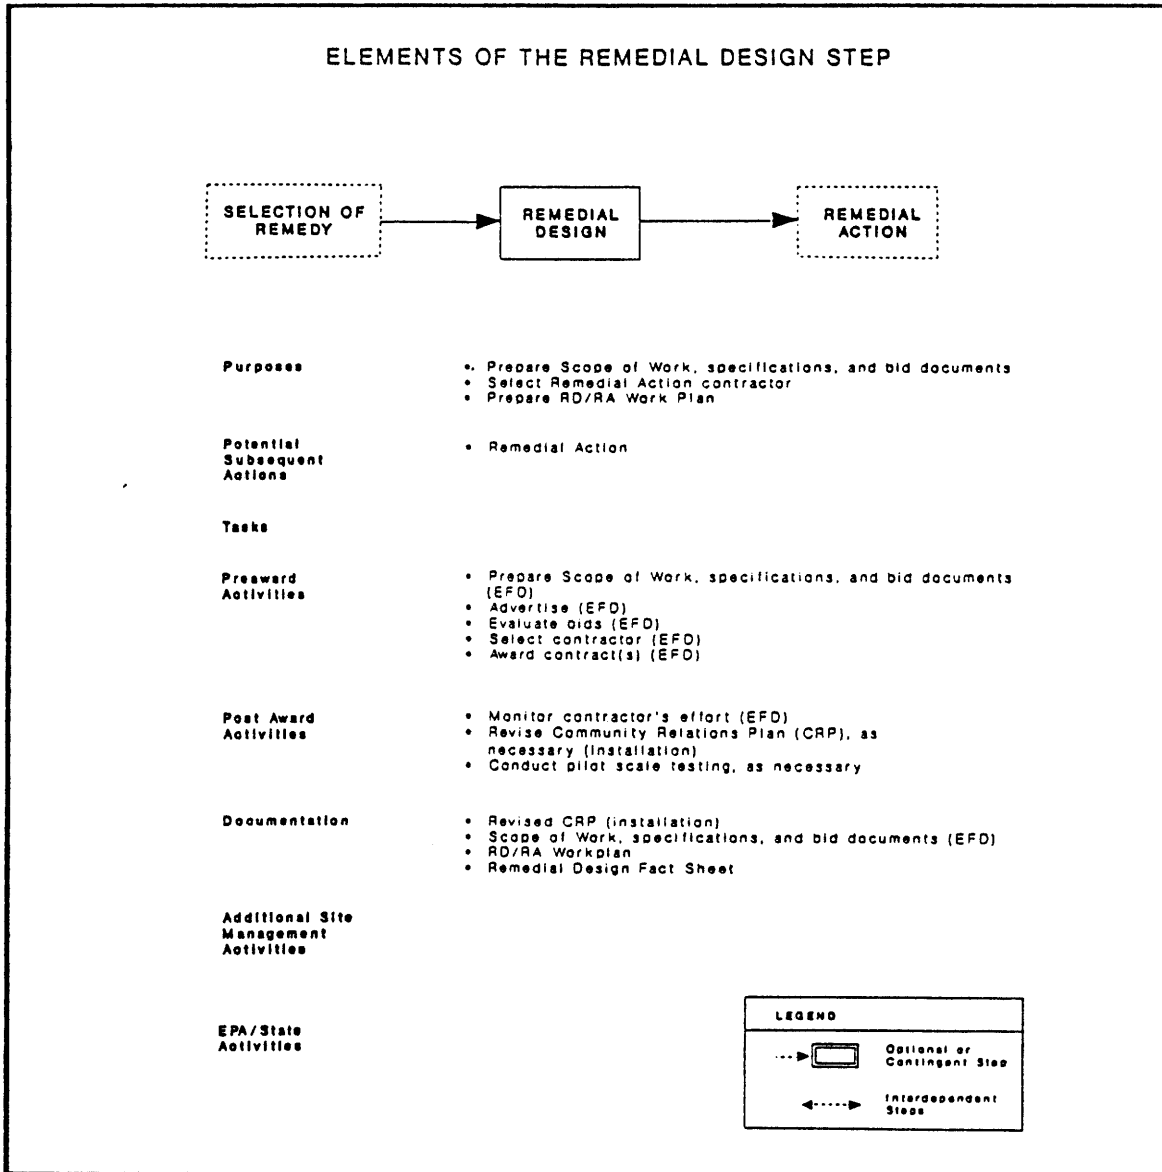 ELEMENTS OF THE REMEDIAL DESIGN STEP
SELECTION OF
REMEDY
REMEDIAL
DESIGN
REMEDIAL
ACTION
Purposes
• Prepare Scope of Work, specifications, and bid documents
• Select Remedial Action contractor
• Prepare RD/RA Work Plan
Potential
Subsequent
Actions
• Remedial Action
Tasks
Preaward
Activities
• Prepare Scope of Work, specifications, and bid documents
(EFD)
• Advertise (EFD)
• Evaluate bids (EFD)
• Select contractor (EFD)
• Award contract(s) (EFD)
Post Award
Activities
• Monitor contractor's effort (EFD)
• Revise Community Relations Plan (CRP), as
necessary (installation)
• Conduct pilot scale testing, as necessary
Documentation
• Revised CRP (installation)
• Scope of Work, specifications, and bid documents (EFD)
• RD/RA Workplan
• Remedial Design Fact Sheet
Additional Site
Management
Activities
EPA/State
Activities
LEGEND
Optional or
Contingent Step
Interdependent
Steps